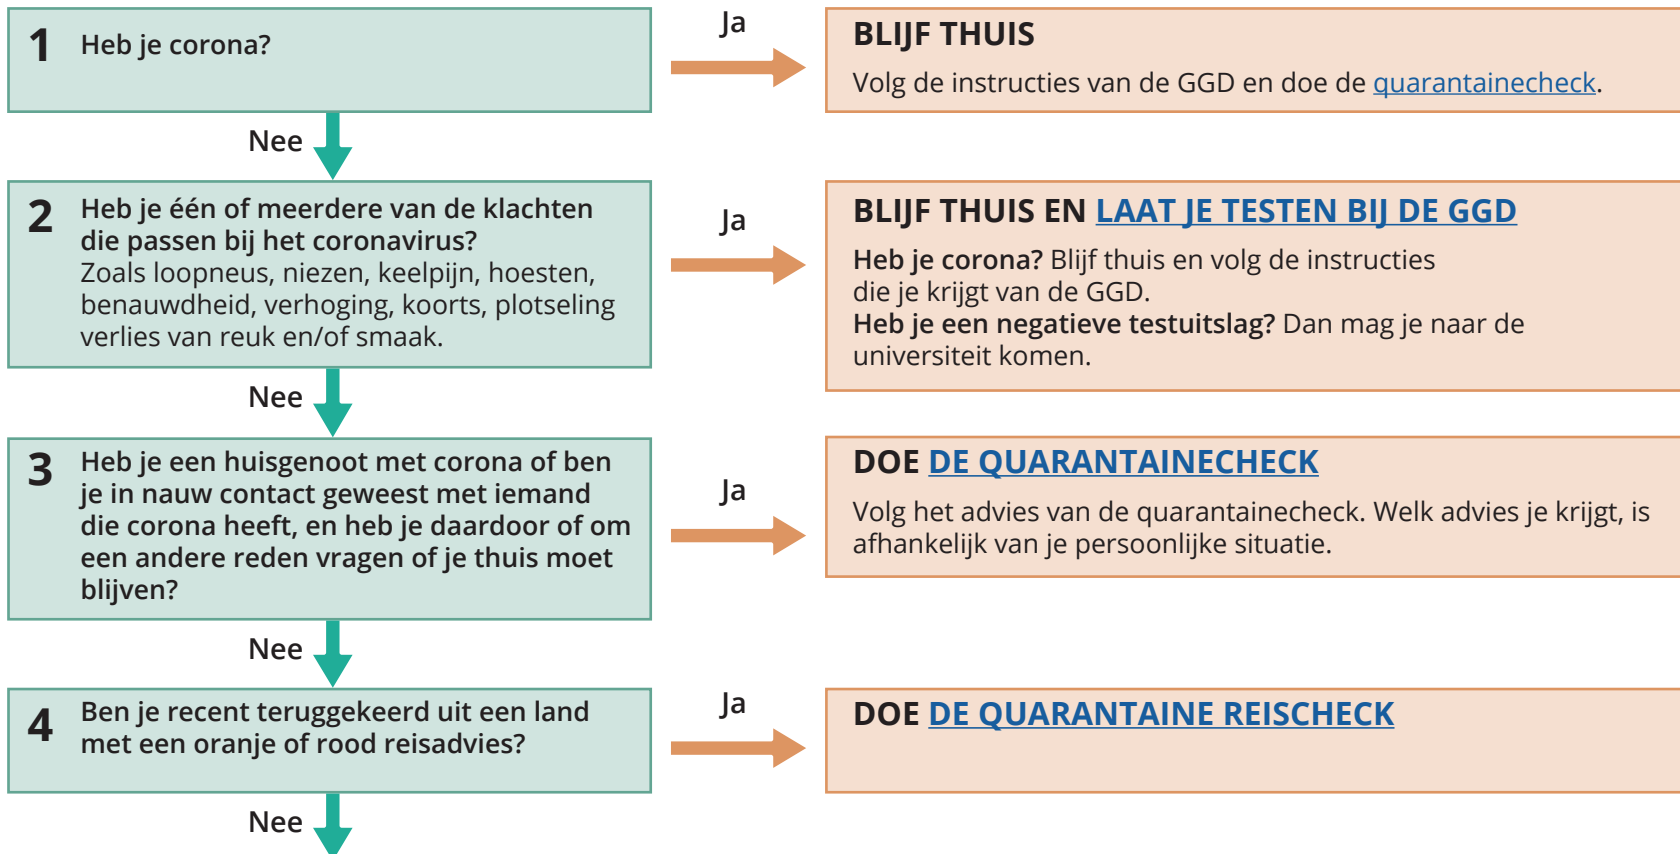 1 Heb je corona?
Ja
BLIJF THUIS
Volg de instructies van de GGD en doe de quarantainecheck.
Nee
2 Heb je één of meerdere van de klachten
die passen bij het coronavirus?
Zoals loopneus, niezen, keelpijn, hoesten,
benauwdheid, verhoging, koorts, plotseling
verlies van reuk en/of smaak.
Ja
BLIJF THUIS EN LAAT JE TESTEN BIJ DE GGD
Heb je corona? Blijf thuis en volg de instructies
die je krijgt van de GGD.
Heb je een negatieve testuitslag? Dan mag je naar de
universiteit komen.
Nee
3 Heb je een huisgenoot met corona of ben
je in nauw contact geweest met iemand
die corona heeft, en heb je daardoor of om
een andere reden vragen of je thuis moet
blijven?
Ja
DOE DE QUARANTAINECHECK
Volg het advies van de quarantainecheck. Welk advies je krijgt, is
afhankelijk van je persoonlijke situatie.
Nee
4 Ben je recent teruggekeerd uit een land
met een oranje of rood reisadvies?
Ja
DOE DE QUARANTAINE REISCHECK
Nee